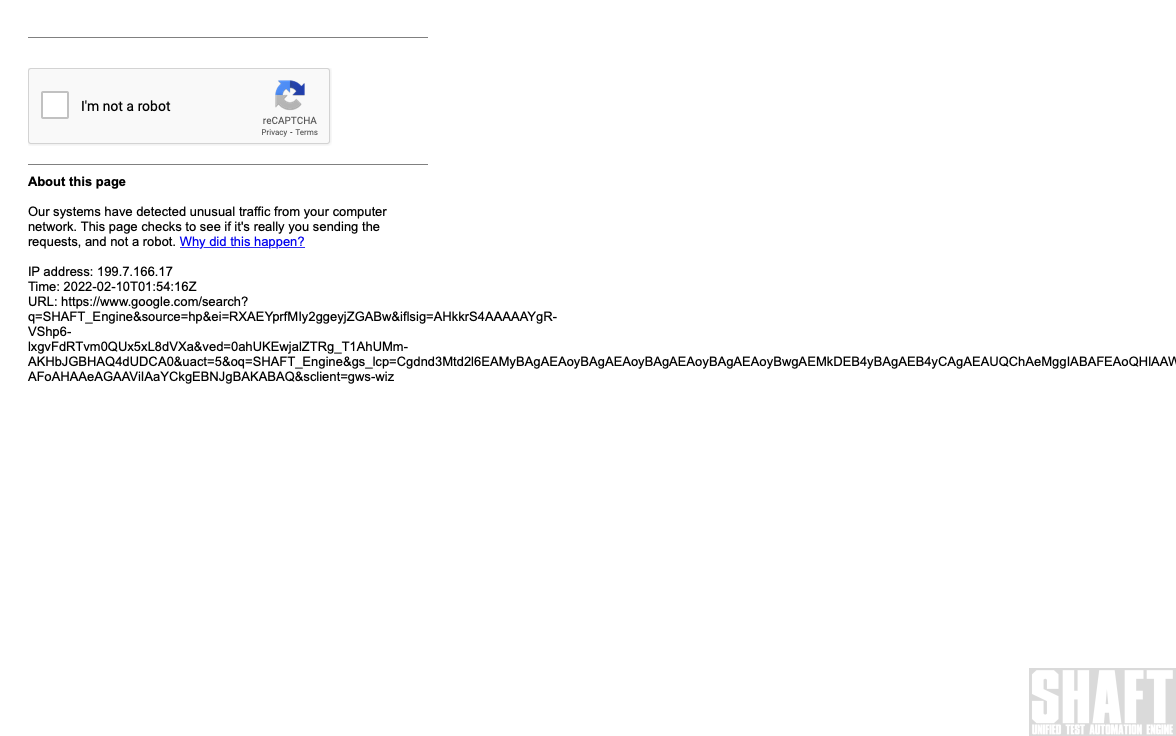 I'm not a robot
reCAPTCHA
Privacy - Terms
About this page
Our systems have detected unusual traffic from your computer
network. This page checks to see if it's really you sending the
requests, and not a robot. Why did this happen?
IP address: 199.7.166.17
Time: 2022-02-10T01:54:16Z
URL: https://www.google.com/search?
q=SHAFT_Engine&source=hp&ei=RXAEYprfMIy2ggeyjZGABw&iflsig=AHkkrS4AAAAAYgR-
VShp6-
lxgvFdRTvm0QUx5xL8dVXa&ved=0ahUKEwjalZTRg_T1AhUMm-
AKHbJGBHAQ4dUDCA0&uact=5&oq=SHAFT_Engine&gs_lcp=Cgdnd3Mtd2l6EAMyBAgAEAoyBAgAEAoyBAgAEAoyBAgAEAoyBwgAEMkDEB4yBAgAEB4yCAgAEAUQChAeMggIABAFEAoQHlAAW
AFoAHAAeAGAAViIAaYCkgEBNJgBAKABAQ&sclient=gws-wiz
SHAFT
UNIFIED TEST AUTOMATION ENGINE